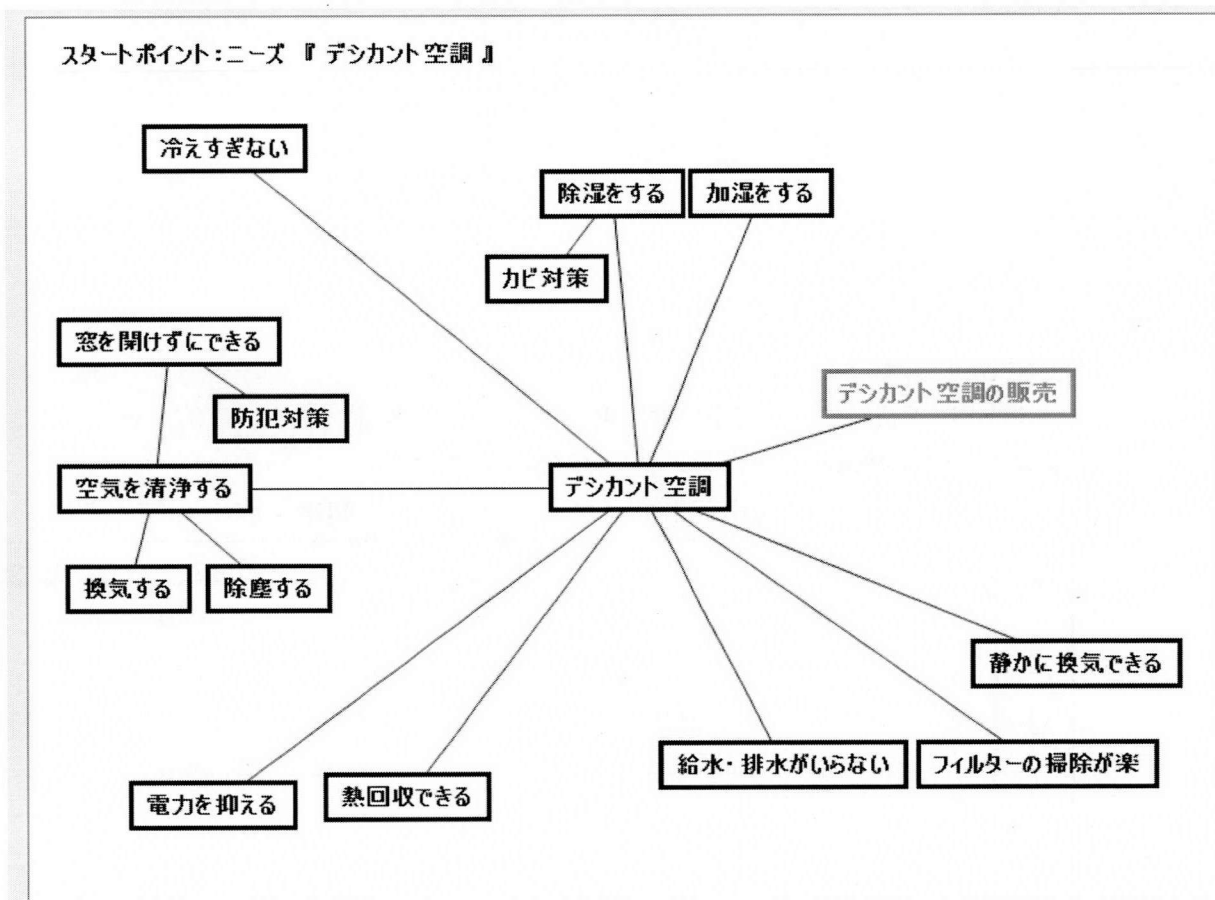 スタートポイント：ニーズ 『 デシカント空調 』
冷えすぎない
除湿をする
加湿をする
カビ対策
窓を開けずにできる
デシカント空調の販売
防犯対策
空気を清浄する
デシカント空調
換気する
除塵する
静かに換気できる
給水・排水がいらない
フィルターの掃除が楽
電力を抑える
熱回収できる